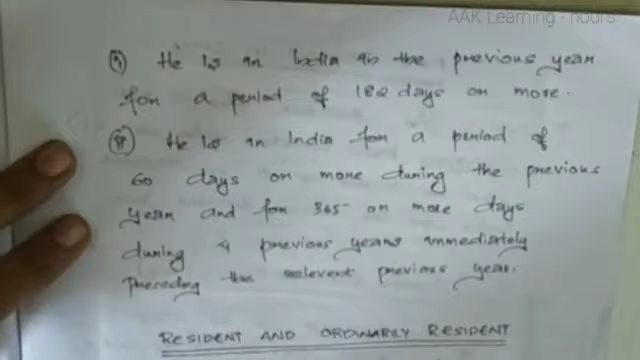 AAK Learning - nours
(i) He is in India in the previous year
for a period of 182 days or more.
(ii) He is in India for a period of
60 days or more during the previous
year and for 365 or more days
during 4 previous years immediately
preceding the relevent previous year.
RESIDENT AND ORDINARILY RESIDENT